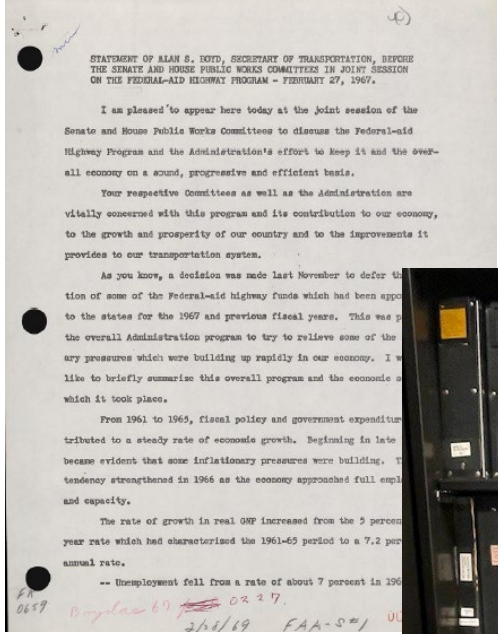 STATEMENT OF ALAN S. BOYD, SECRETARY OF TRANSPORTATION, BEFORE
THE SENATE AND HOUSE PUBLIC WORKS COMMITTEES IN JOINT SESSION
ON THE FEDERAL-AID HIGHWAY PROGRAM - FEBRUARY 27, 1967.
I am pleased to appear here today at the joint session of the
Senate and House Public Works Committees to discuss the Federal-aid
Highway Program and the Administration's effort to keep it and the over-
all economy on a sound, progressive and efficient basis.
Your respective Committees as well as the Administration are
vitally concerned with this program and its contribution to our economy,
to the growth and prosperity of our country and to the improvements it
provides to our transportation system.
As you know, a decision was made last November to defer th
tion of some of the Federal-aid highway funds which had been appo
to the states for the 1967 and previous fiscal years. This was p
the overall Administration program to try to relieve some of the
ary pressures which were building up rapidly in our economy. I w
like to briefly summarize this overall program and the economic s
which it took place.
From 1961 to 1965, fiscal policy and government expenditur
tributed to a steady rate of economic growth. Beginning in late
became evident that some inflationary pressures were building. T
tendency strengthened in 1966 as the economy approached full empl
and capacity.
The rate of growth in real GNP increased from the 5 percen
year rate which had characterized the 1961-65 period to a 7.2 per
annual rate.
-- Unemployment fell from a rate of about 7 percent in 196
0659
0227.
2/28/69 FAA-S#1